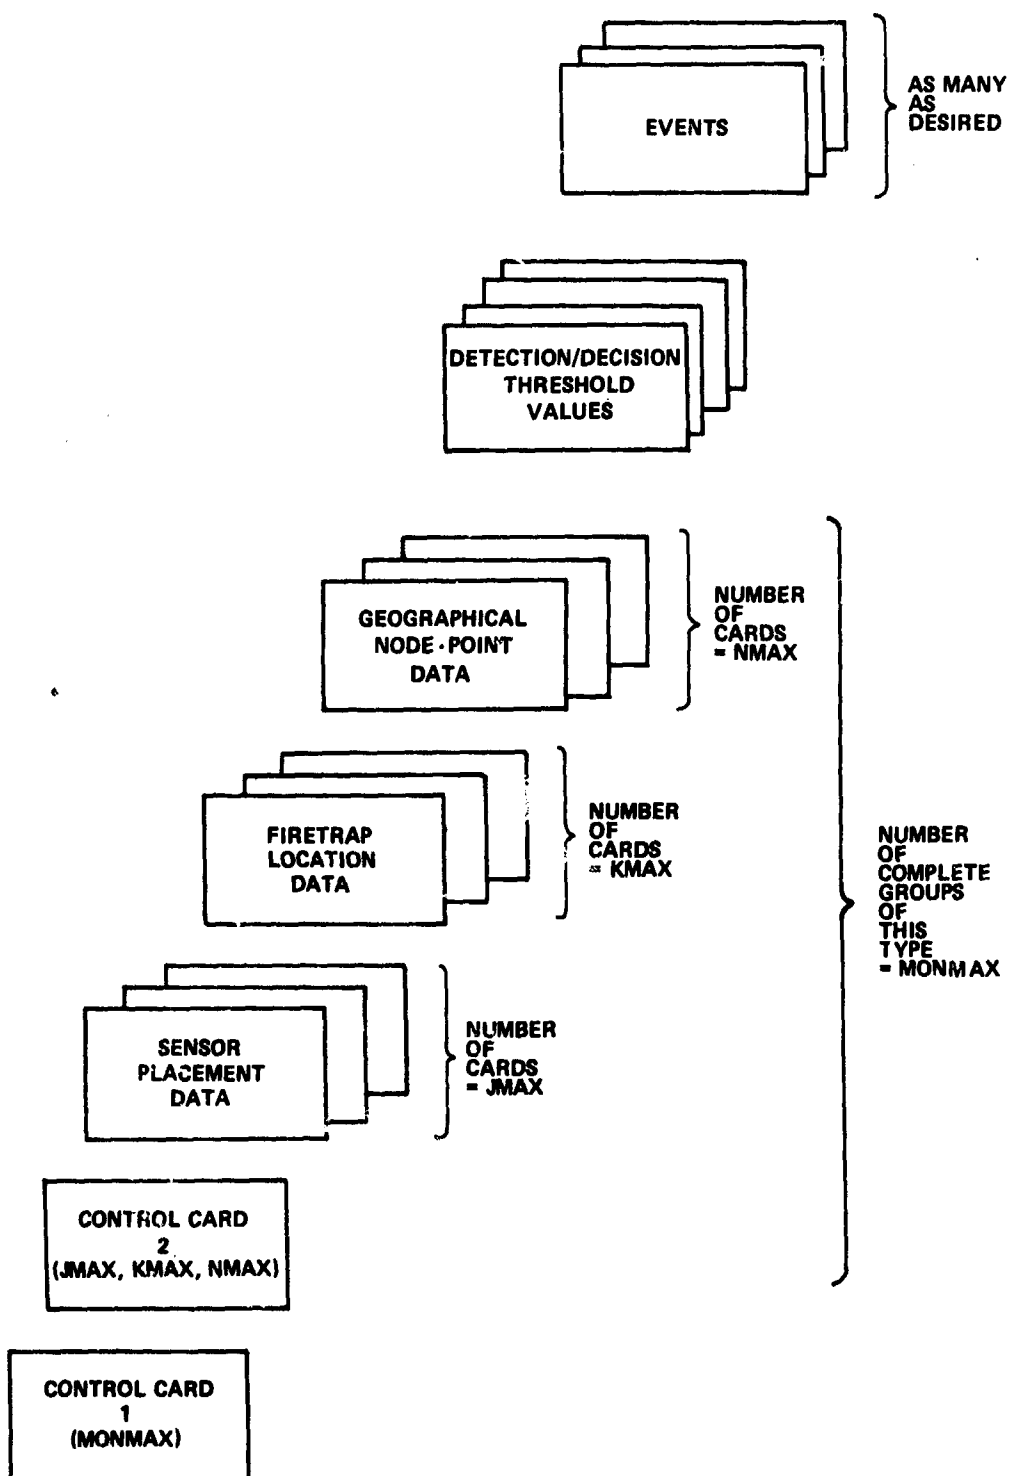 EVENTS
AS MANY
AS
DESIRED
DETECTION/DECISION
THRESHOLD
VALUES
GEOGRAPHICAL
NODE-POINT
DATA
NUMBER
OF
CARDS
= NMAX
FIRETRAP
LOCATION
DATA
NUMBER
OF
CARDS
= KMAX
NUMBER
OF
COMPLETE
GROUPS
OF
THIS
TYPE
= MONMAX
SENSOR
PLACEMENT
DATA
NUMBER
OF
CARDS
= JMAX
CONTROL CARD
2
(JMAX, KMAX, NMAX)
CONTROL CARD
1
(MONMAX)